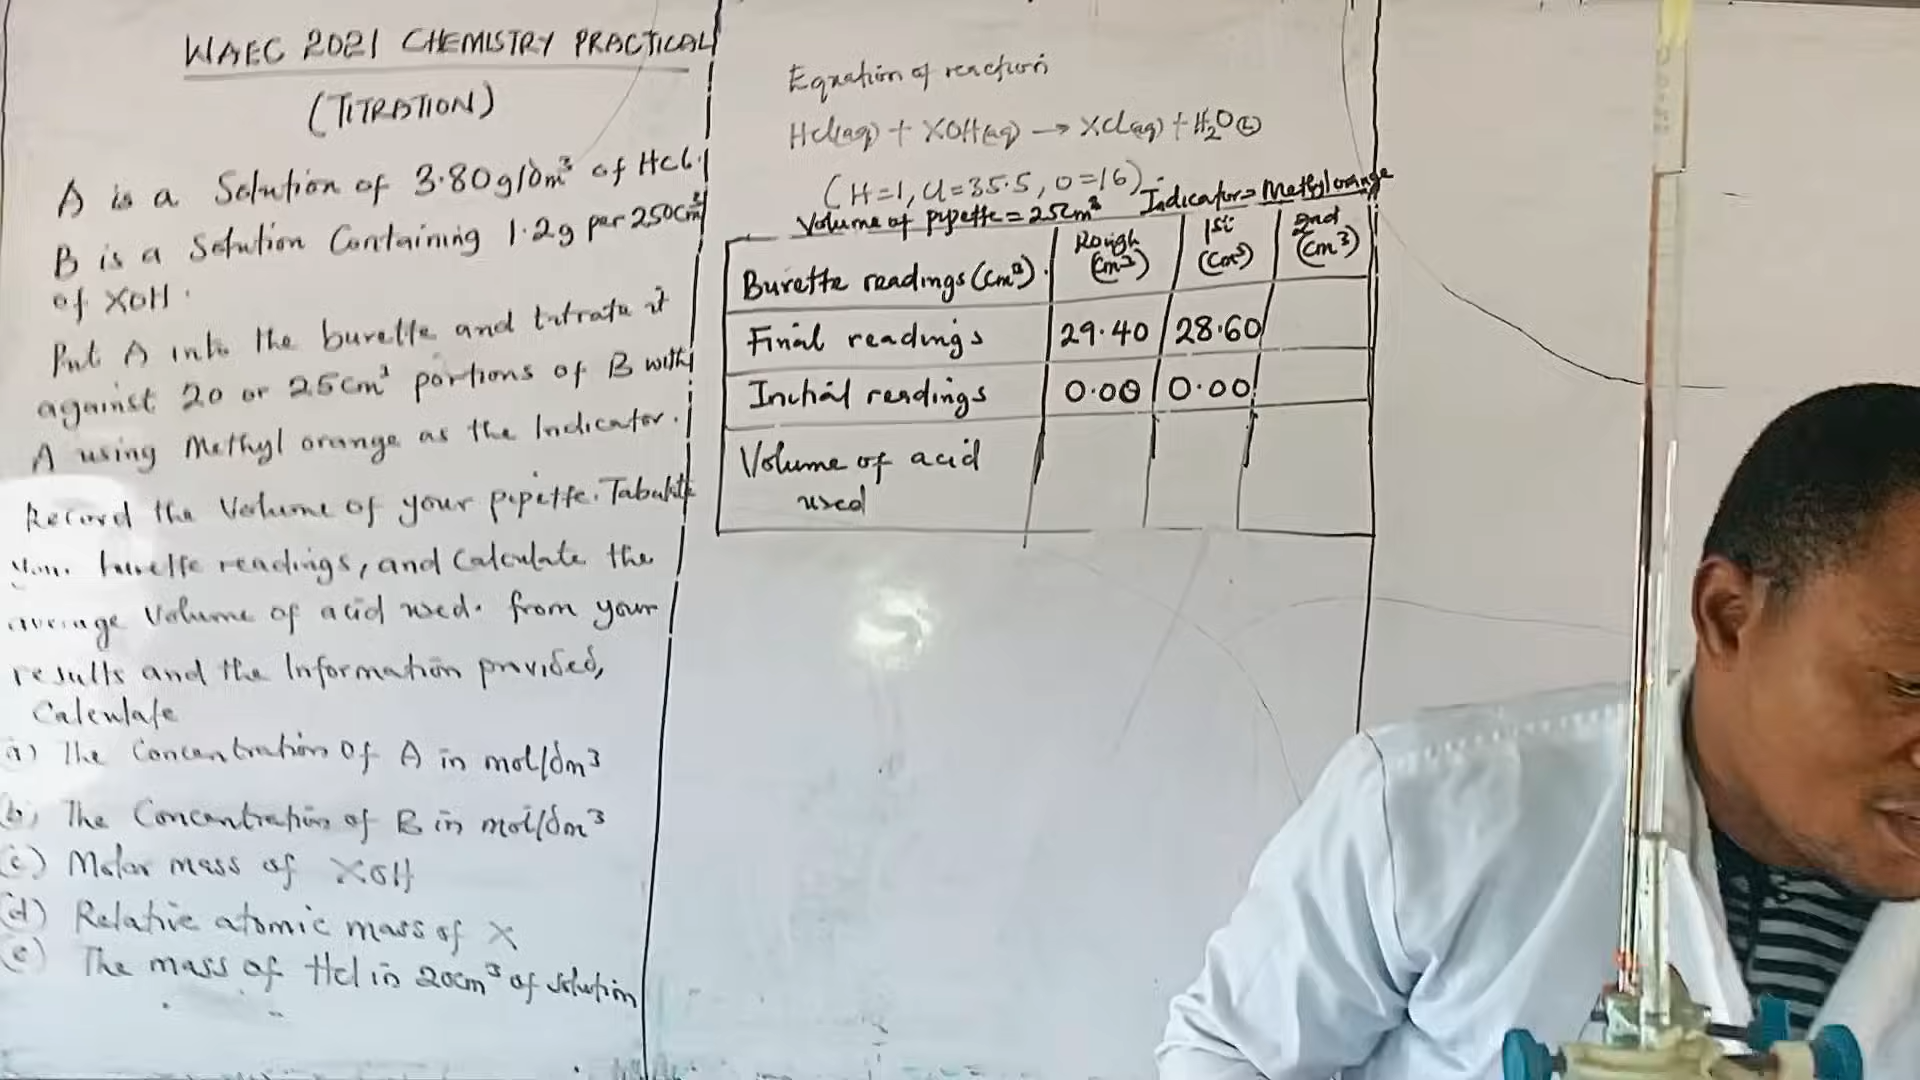 WAEC 2021 CHEMISTRY PRACTICAL
(TITRATION)
A is a Solution of 3.80g/dm³ of HCl.
B is a Solution Containing 1.2g per 250cm³
of XOH.
Put A into the burette and titrate it
against 20 or 25cm³ portions of B with
A using Methyl orange as the Indicator.
Record the Volume of your pipette. Tabulate
your burette readings, and Calculate the
average Volume of acid used. from your
results and the Information provided,
Calculate
a) The Concentration Of A in mol/dm³
b) The Concentration of B in mol/dm³
c) Molar mass of XOH
d) Relative atomic mass of X
e) The mass of Hcl in 20cm³ of solution
Equation of reaction
Hcl(aq) + XOH(aq) → XCl(aq) + H₂O(L)
(H=1, Cl=35.5, O=16)
Volume of pipette = 25cm³ Indicator= Methyl orange
Burette readings (cm³) Rough (cm³) 1st (cm³) 2nd (cm³)
Final readings 29.40 28.60
Initial readings 0.00 0.00
Volume of acid
used